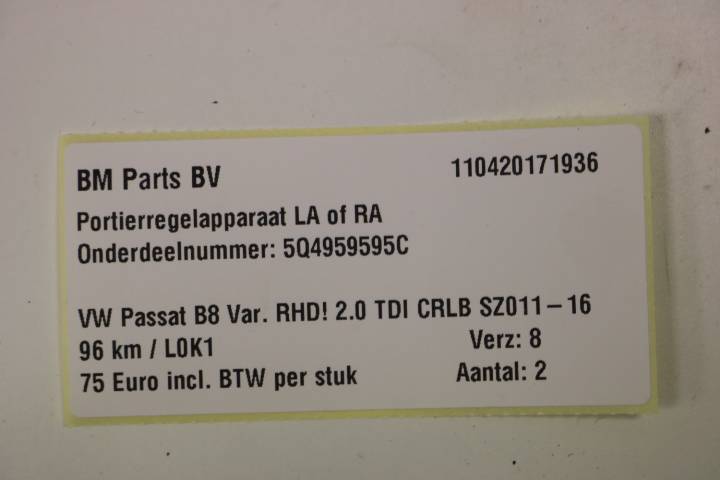 BM Parts BV 110420171936
Portierregelapparaat LA of RA
Onderdeelnummer: 5Q4959595C
VW Passat B8 Var. RHD! 2.0 TDI CRLB SZ011-16
96 km / L0K1 Verz: 8
75 Euro incl. BTW per stuk Aantal: 2